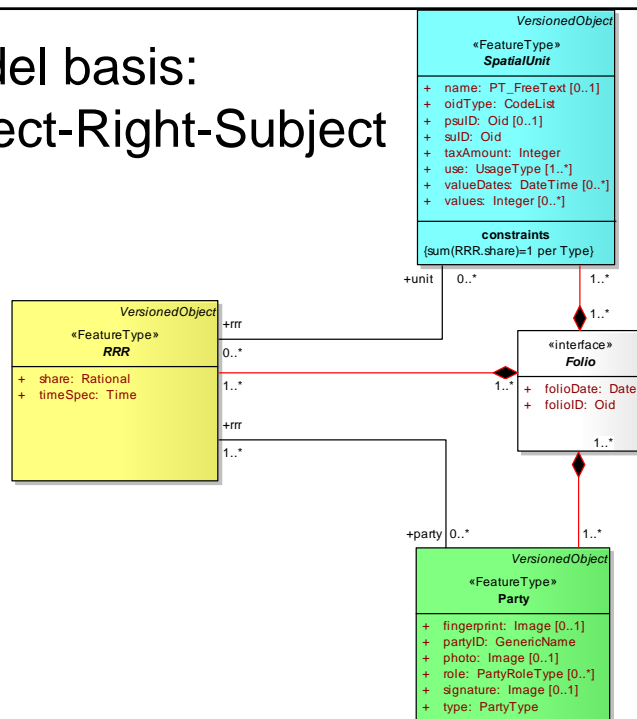 del basis:
ect-Right-Subject
VersionedObject
«FeatureType»
SpatialUnit
+ name: PT_FreeText [0..1]
+ oidType: CodeList
+ psuID: Oid [0..1]
+ suID: Oid
+ taxAmount: Integer
+ use: UsageType [1..*]
+ valueDates: DateTime [0..*]
+ values: Integer [0..*]
constraints
{sum(RRR.share)=1 per Type}
+unit 0..* 1..*
1..*
VersionedObject
«FeatureType»
RRR
+ share: Rational
+ timeSpec: Time
+rrr
0..*
1..*
+rrr
1..*
1..*
«interface»
Folio
+ folioDate: Date
+ folioID: Oid
1..*
+party 0..* 1..*
VersionedObject
«FeatureType»
Party
+ fingerprint: Image [0..1]
+ partyID: GenericName
+ photo: Image [0..1]
+ role: PartyRoleType [0..*]
+ signature: Image [0..1]
+ type: PartyType